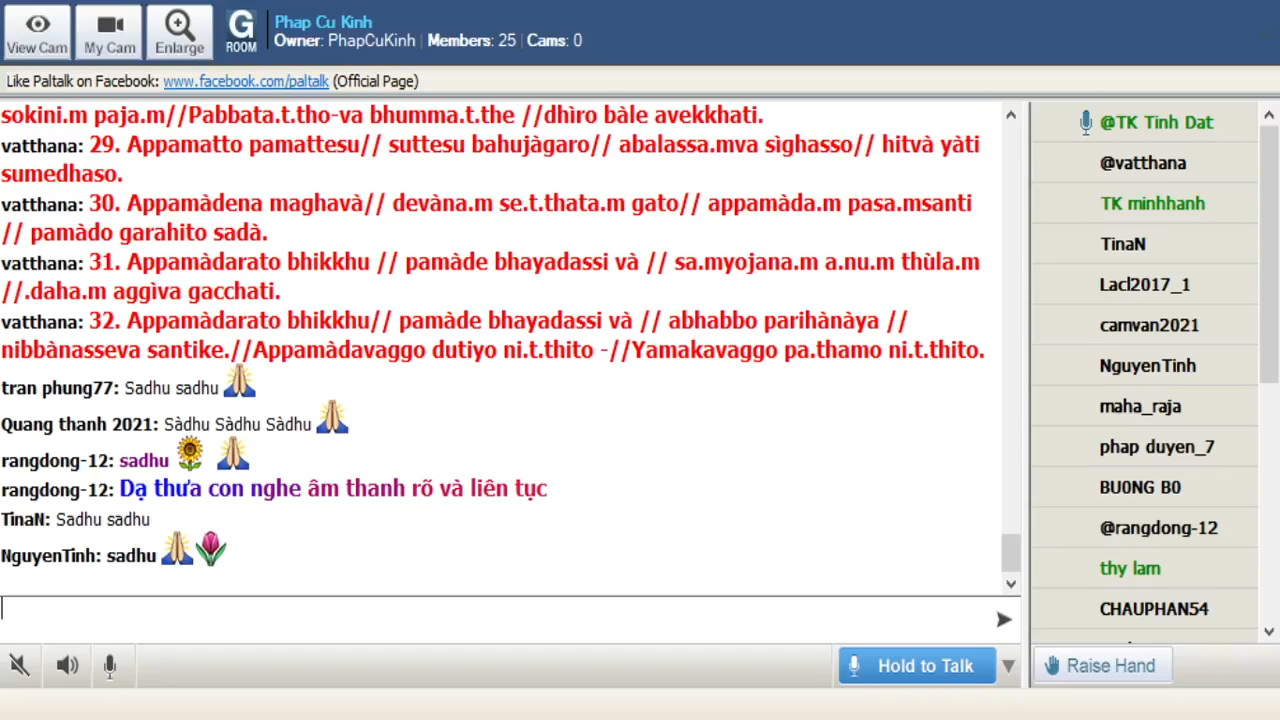 View Cam
My Cam
Enlarge
G
ROOM
Phap Cu Kinh
Owner: PhapCuKinh | Members: 25 | Cams: 0
Like Paltalk on Facebook: www.facebook.com/paltalk (Official Page)
sokini.m paja.m//Pabbata.t.tho-va bhumma.t.the //dhìro bàle avekkhati.
vatthana: 29. Appamatto pamattesu// suttesu bahujàgaro// abalassa.mva sìghasso// hitvà yàti
sumedhaso.
vatthana: 30. Appamàdena maghavà// devàna.m se.t.thata.m gato// appamàda.m pasa.msanti
// pamàdo garahito sadà.
vatthana: 31. Appamàdarato bhikkhu // pamàde bhayadassi và // sa.myojana.m a.nu.m thùla.m
//.daha.m aggìva gacchati.
vatthana: 32. Appamàdarato bhikkhu// pamàde bhayadassi và // abhabbo parihànàya //
nibbànasseva santike.//Appamàdavaggo dutiyo ni.t.thito -//Yamakavaggo pa.thamo ni.t.thito.
tran phung77: Sadhu sadhu
Quang thanh 2021: Sàdhu Sàdhu Sàdhu
rangdong-12: sadhu
rangdong-12: Dạ thưa con nghe âm thanh rõ và liên tục
TinaN: Sadhu sadhu
NguyenTinh: sadhu
Hold to Talk
@TK Tinh Dat
@vatthana
TK minhhanh
TinaN
Lacl2017_1
camvan2021
NguyenTinh
maha_raja
phap duyen_7
BU0NG B0
@rangdong-12
thy lam
CHAUPHAN54
Raise Hand